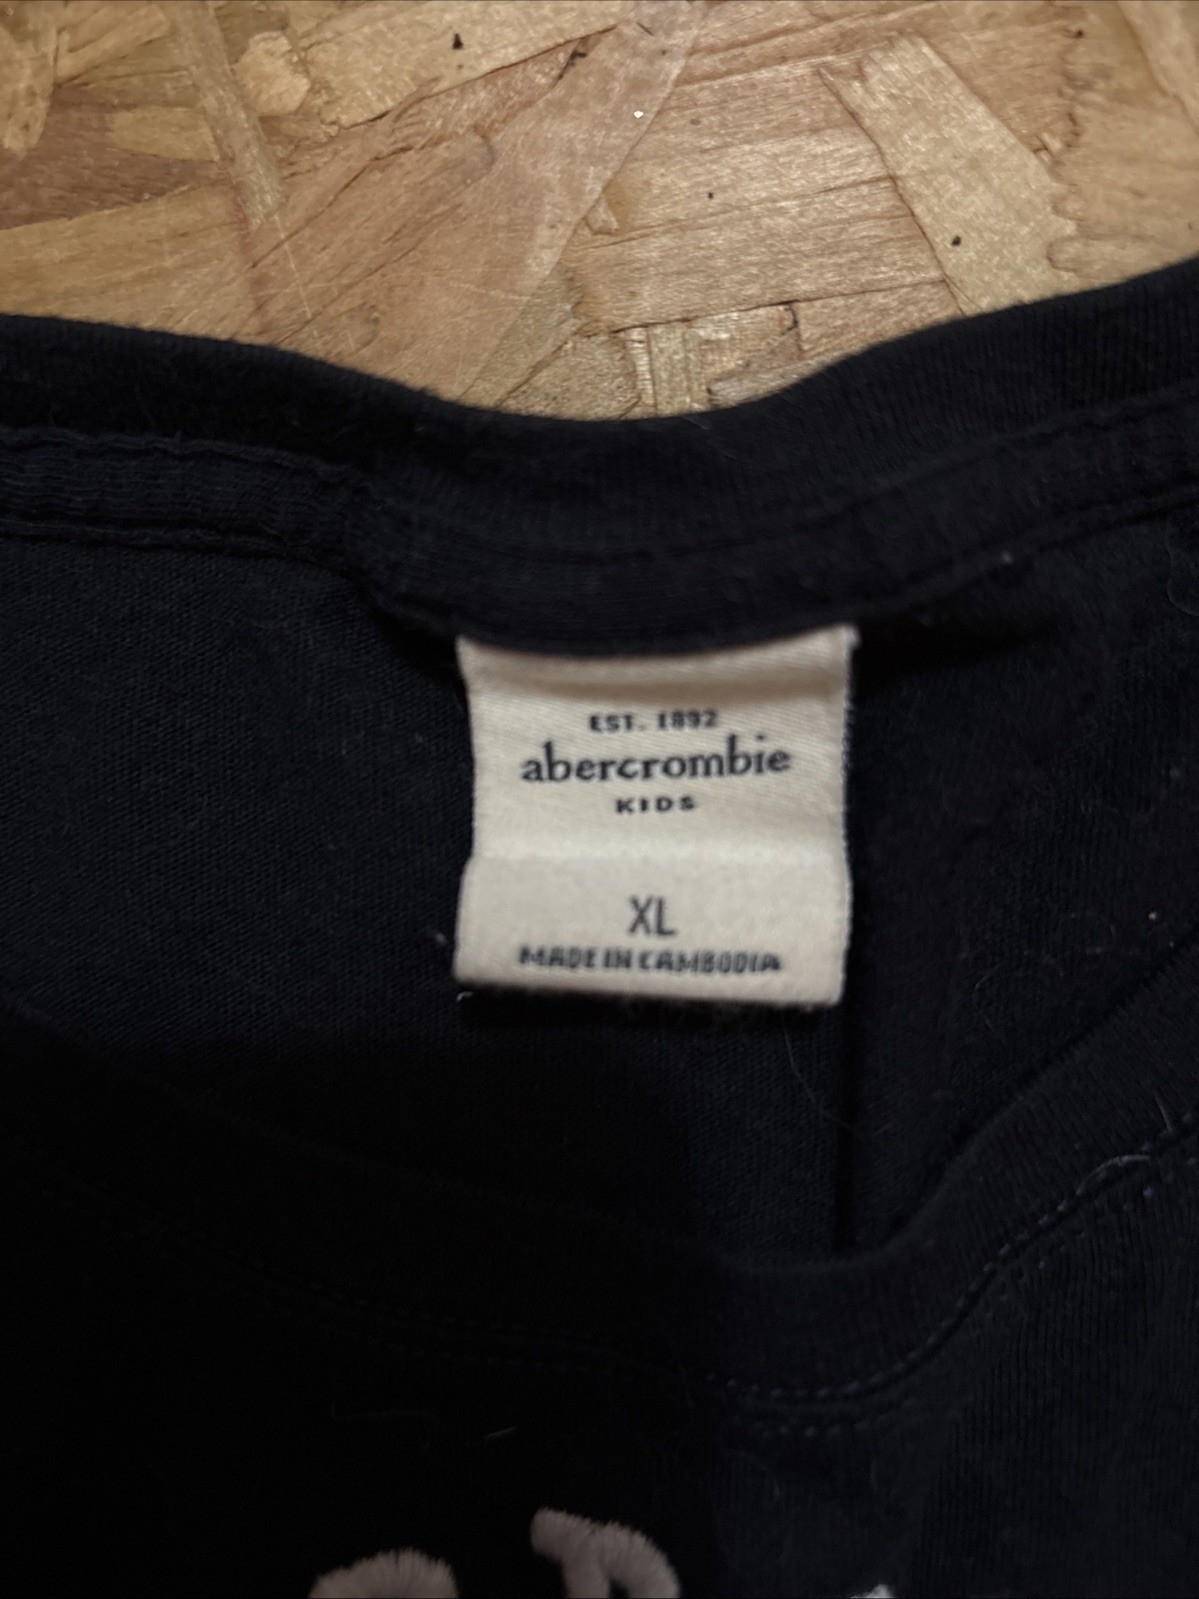 EST. 1892
abercrombie
KIDS
XL
MADE IN CAMBODIA